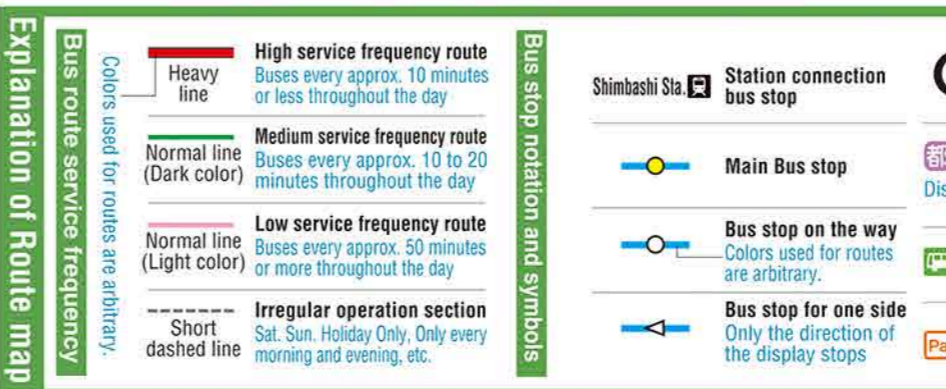 Explanation of Route map
Bus route service frequency
Colors used for routes are arbitrary.
Heavy
line
High service frequency route
Buses every approx. 10 minutes
or less throughout the day
Normal line
(Dark color)
Medium service frequency route
Buses every approx. 10 to 20
minutes throughout the day
Normal line
(Light color)
Low service frequency route
Buses every approx. 50 minutes
or more throughout the day
Short
dashed line
Irregular operation section
Sat. Sun. Holiday Only, Only every
morning and evening, etc.
Bus stop notation and symbols
Shimbashi Sta.
Station connection
bus stop
Main Bus stop
Bus stop on the way
Colors used for routes
are arbitrary.
Bus stop for one side
Only the direction of
the display stops
都
Dis
Pa